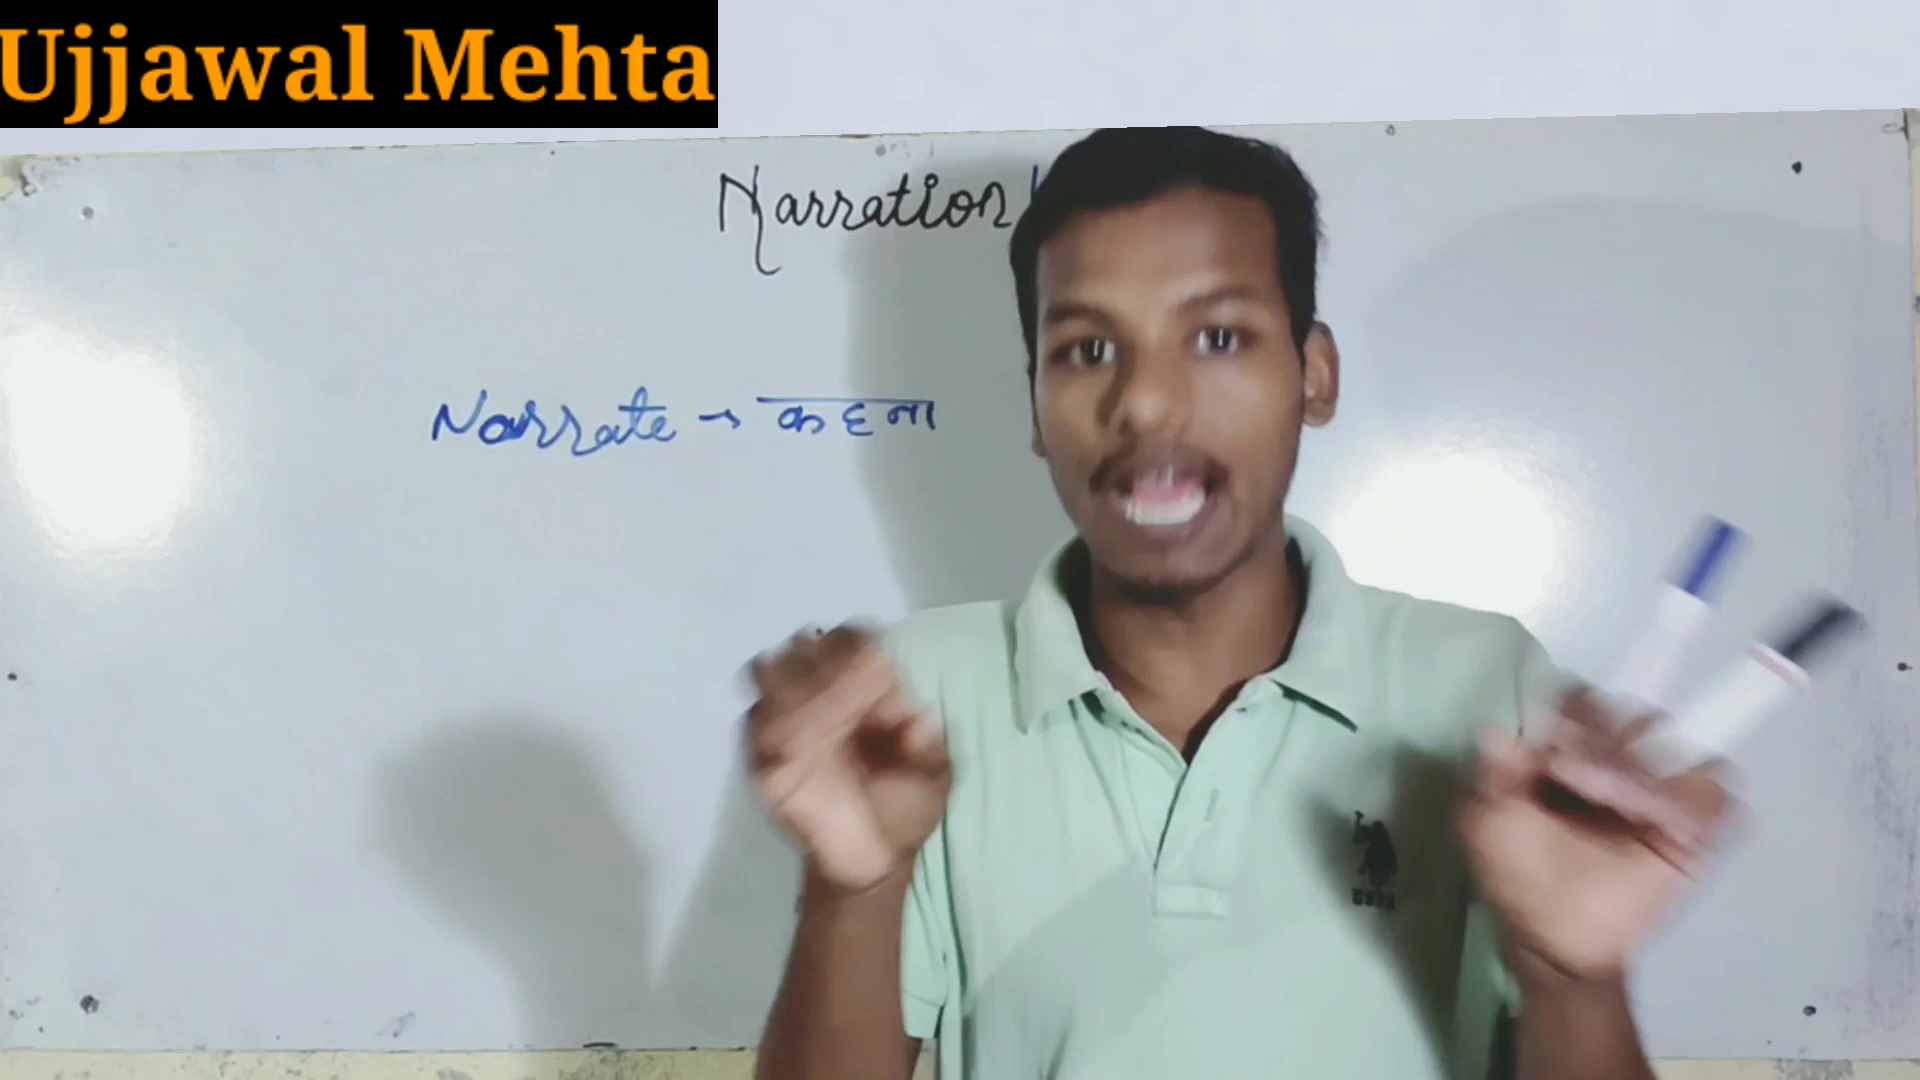 Ujjawal Mehta
Narration
Narrate → कहना